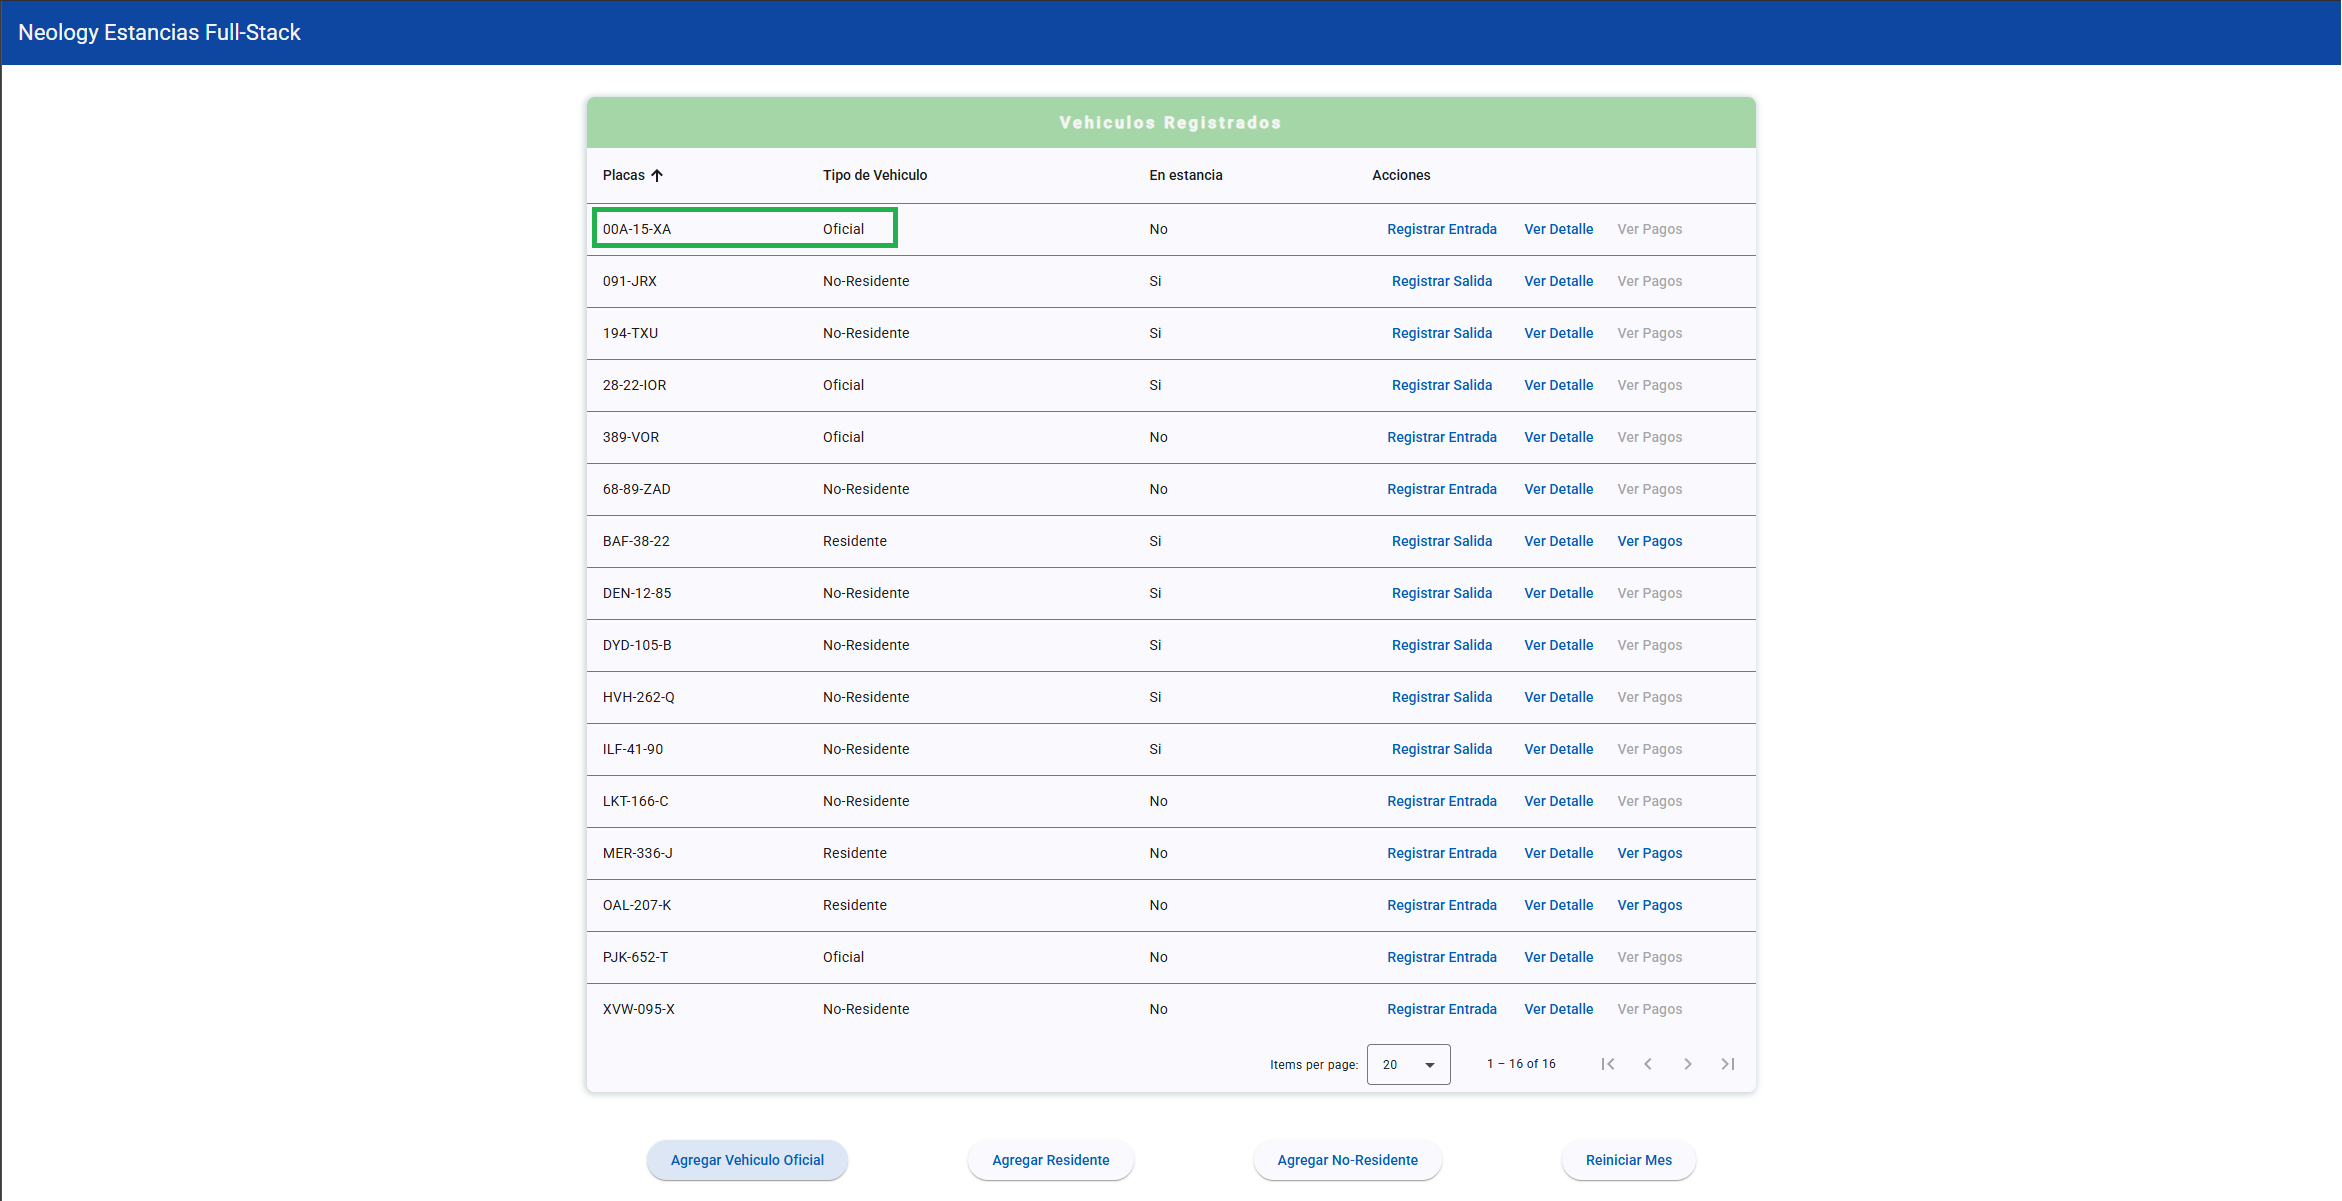 Neology Estancias Full-Stack
Vehiculos Registrados
Placas Tipo de Vehiculo En estancia Acciones
00A-15-XA Oficial No Registrar Entrada Ver Detalle Ver Pagos
091-JRX No-Residente Si Registrar Salida Ver Detalle Ver Pagos
194-TXU No-Residente Si Registrar Salida Ver Detalle Ver Pagos
28-22-IOR Oficial Si Registrar Salida Ver Detalle Ver Pagos
389-VOR Oficial No Registrar Entrada Ver Detalle Ver Pagos
68-89-ZAD No-Residente No Registrar Entrada Ver Detalle Ver Pagos
BAF-38-22 Residente Si Registrar Salida Ver Detalle Ver Pagos
DEN-12-85 No-Residente Si Registrar Salida Ver Detalle Ver Pagos
DYD-105-B No-Residente Si Registrar Salida Ver Detalle Ver Pagos
HVH-262-Q No-Residente Si Registrar Salida Ver Detalle Ver Pagos
ILF-41-90 No-Residente Si Registrar Salida Ver Detalle Ver Pagos
LKT-166-C No-Residente No Registrar Entrada Ver Detalle Ver Pagos
MER-336-J Residente No Registrar Entrada Ver Detalle Ver Pagos
OAL-207-K Residente No Registrar Entrada Ver Detalle Ver Pagos
PJK-652-T Oficial No Registrar Entrada Ver Detalle Ver Pagos
XVW-095-X No-Residente No Registrar Entrada Ver Detalle Ver Pagos
Items per page: 20 1 – 16 of 16
Agregar Vehiculo Oficial Agregar Residente Agregar No-Residente Reiniciar Mes